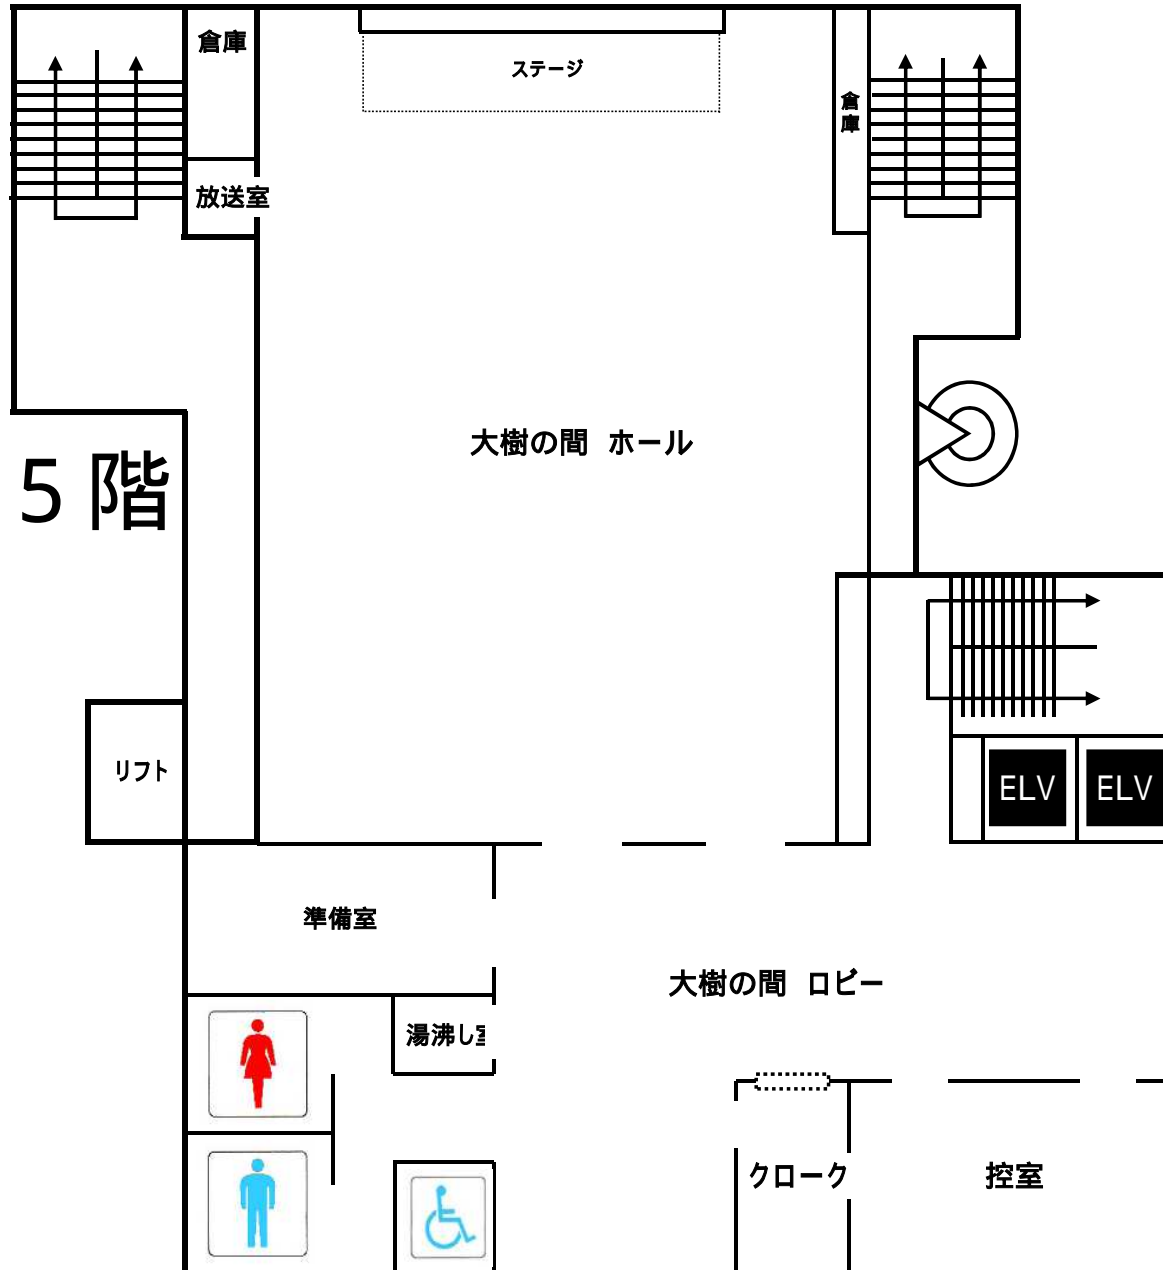 倉庫
ステージ
倉庫
放送室
大樹の間 ホール
5階
リフト
ELV
ELV
準備室
大樹の間 ロビー
湯沸し室
クローク
控室